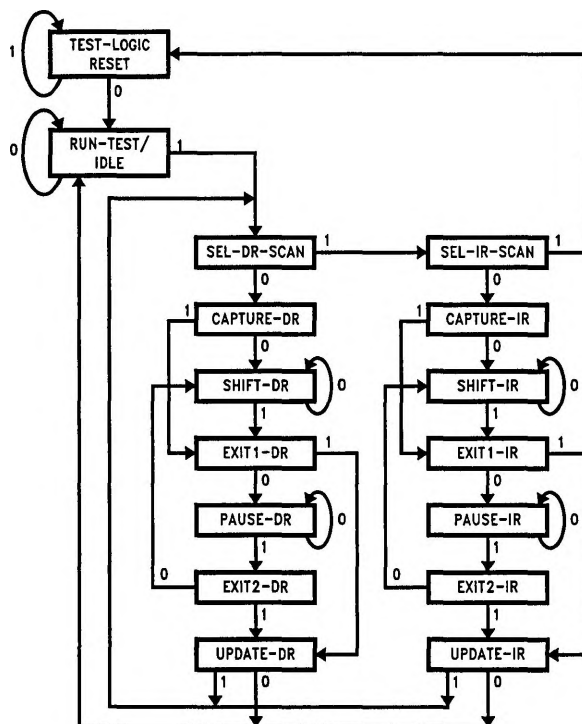 1
TEST-LOGIC
RESET
0
0
RUN-TEST/
IDLE
1
SEL-DR-SCAN
1
SEL-IR-SCAN
1
0
0
1
CAPTURE-DR
1
CAPTURE-IR
0
0
SHIFT-DR
0
SHIFT-IR
0
1
1
EXIT1-DR
1
EXIT1-IR
1
0
0
PAUSE-DR
0
PAUSE-IR
0
1
1
0
EXIT2-DR
0
EXIT2-IR
1
1
UPDATE-DR
UPDATE-IR
1
0
1
0